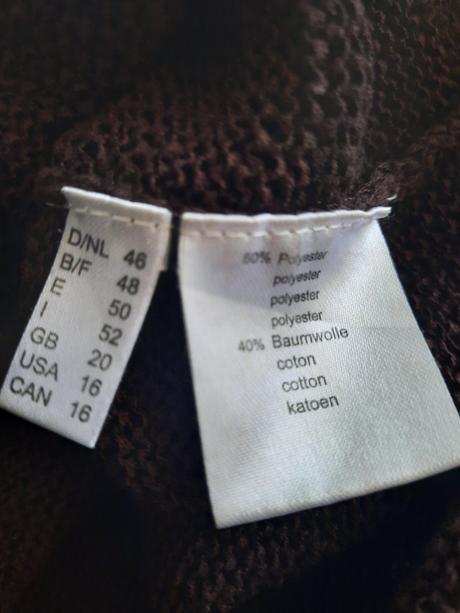 D/NL 46
B/F 48
E 50
I 52
GB 20
USA 16
CAN 16
60% Polyester
polyester
polyester
polyester
40% Baumwolle
coton
cotton
katoen